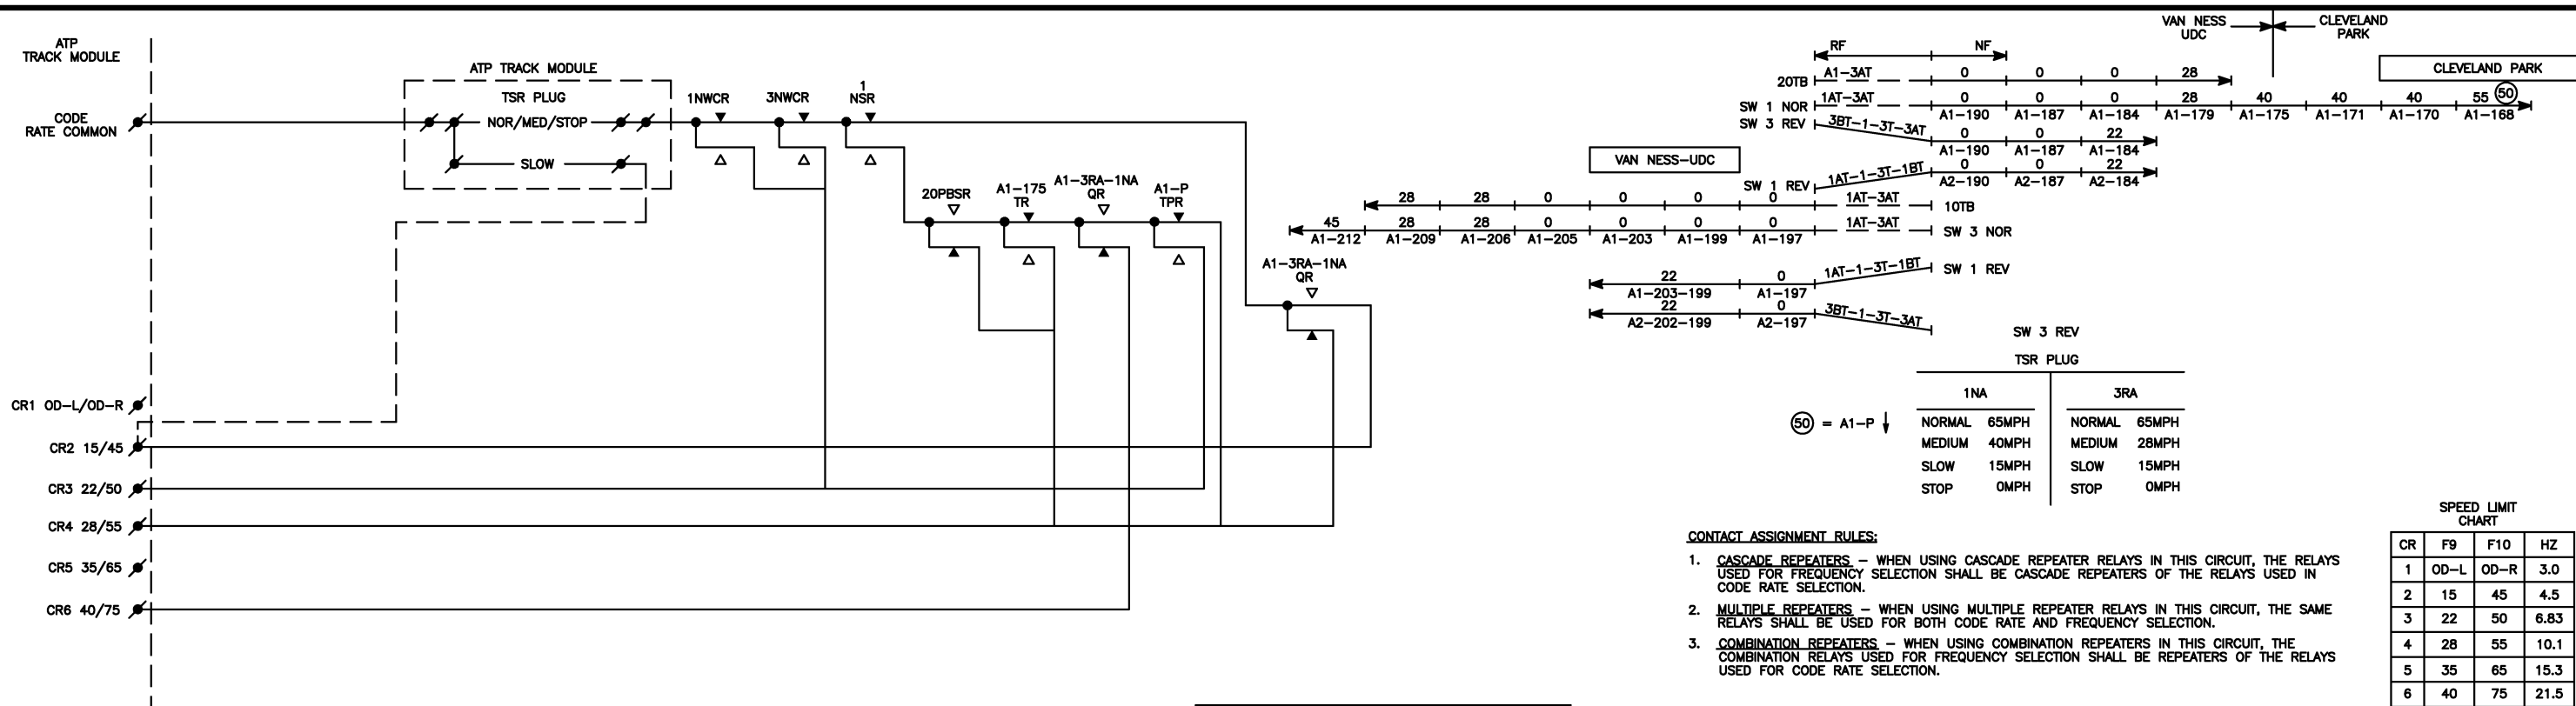 ATP
TRACK MODULE
CODE
RATE COMMON
CR1 OD-L/OD-R
CR2 15/45
CR3 22/50
CR4 28/55
CR5 35/65
CR6 40/75
ATP TRACK MODULE
TSR PLUG
NOR/MED/STOP
SLOW
1NWCR
3NWCR
1
NSR
20PBSR
A1-175
TR
A1-3RA-1NA
QR
A1-P
TPR
A1-3RA-1NA
QR
VAN NESS
UDC
CLEVELAND
PARK
RF
NF
CLEVELAND PARK
20TB
A1-3AT
0
0
0
28
SW 1 NOR
1AT-3AT
0
0
0
28
40
40
40
55
50
A1-190
A1-187
A1-184
A1-179
A1-175
A1-171
A1-170
A1-168
SW 3 REV
3BT-1-3T-3AT
0
0
22
A1-190
A1-187
A1-184
VAN NESS-UDC
SW 1 REV
1AT-1-3T-1BT
0
0
22
A2-190
A2-187
A2-184
28
28
0
0
0
0
1AT-3AT
10TB
45
28
28
0
0
0
0
1AT-3AT
SW 3 NOR
A1-212
A1-209
A1-206
A1-205
A1-203
A1-199
A1-197
22
0
1AT-1-3T-1BT
SW 1 REV
A1-203-199
A1-197
22
0
3BT-1-3T-3AT
A2-202-199
A2-197
SW 3 REV
TSR PLUG
1NA
3RA
NORMAL 65MPH
NORMAL 65MPH
MEDIUM 40MPH
MEDIUM 28MPH
SLOW 15MPH
SLOW 15MPH
STOP 0MPH
STOP 0MPH
50 = A1-P
CONTACT ASSIGNMENT RULES:
1. CASCADE REPEATERS - WHEN USING CASCADE REPEATER RELAYS IN THIS CIRCUIT, THE RELAYS
USED FOR FREQUENCY SELECTION SHALL BE CASCADE REPEATERS OF THE RELAYS USED IN
CODE RATE SELECTION.
2. MULTIPLE REPEATERS - WHEN USING MULTIPLE REPEATER RELAYS IN THIS CIRCUIT, THE SAME
RELAYS SHALL BE USED FOR BOTH CODE RATE AND FREQUENCY SELECTION.
3. COMBINATION REPEATERS - WHEN USING COMBINATION REPEATERS IN THIS CIRCUIT, THE
COMBINATION RELAYS USED FOR FREQUENCY SELECTION SHALL BE REPEATERS OF THE RELAYS
USED FOR CODE RATE SELECTION.
SPEED LIMIT
CHART
CR F9 F10 HZ
1 OD-L OD-R 3.0
2 15 45 4.5
3 22 50 6.83
4 28 55 10.1
5 35 65 15.3
6 40 75 21.5